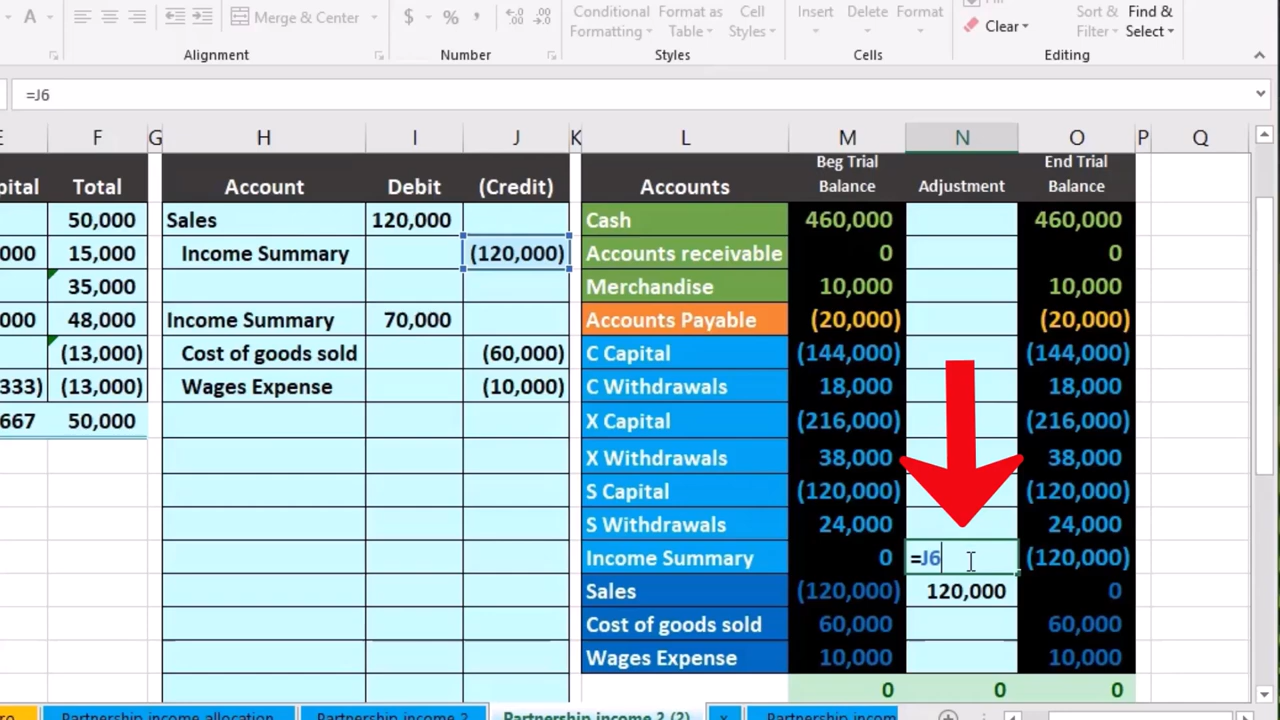 A
Merge & Center
$ % ,
Conditional Formatting
Format as Table
Cell Styles
Insert
Delete
Format
Clear
Sort & Filter
Find & Select
Alignment
Number
Styles
Cells
Editing
=J6
E F G H I J K L M N O P Q
pital Total Account Debit (Credit) Accounts Beg Trial Balance Adjustment End Trial Balance
50,000 Sales 120,000 Cash 460,000 460,000
000 15,000 Income Summary (120,000) Accounts receivable 0 0
35,000 Merchandise 10,000 10,000
000 48,000 Income Summary 70,000 Accounts Payable (20,000) (20,000)
(13,000) Cost of goods sold (60,000) C Capital (144,000) (144,000)
333) (13,000) Wages Expense (10,000) C Withdrawals 18,000 18,000
667 50,000 X Capital (216,000) (216,000)
X Withdrawals 38,000 38,000
S Capital (120,000) (120,000)
S Withdrawals 24,000 24,000
Income Summary 0 =J6 (120,000)
Sales (120,000) 120,000 0
Cost of goods sold 60,000 60,000
Wages Expense 10,000 10,000
0 0 0
ro Partnership income allocation Partnership income 2 Partnership income 2 (2) x Partnership incom